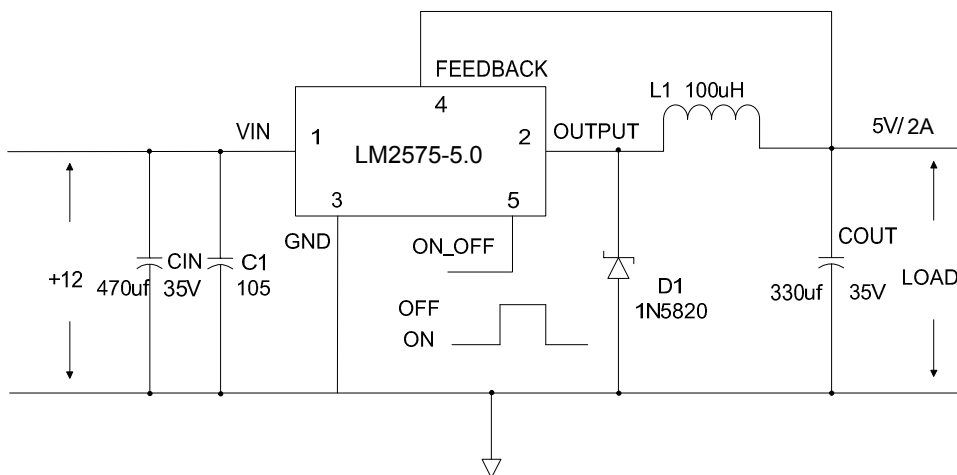 FEEDBACK
4
L1 100uH
VIN
1
LM2575-5.0
2
OUTPUT
5V/ 2A
3
5
GND
ON_OFF
+12
470uf
CIN
35V
C1
105
D1
1N5820
COUT
330uf
35V
LOAD
OFF
ON